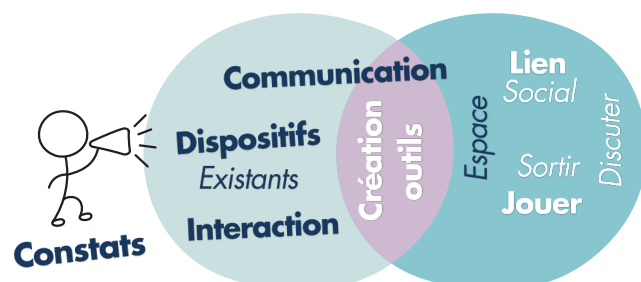 Communication
Dispositifs
Existants
Interaction
Constats
Création
outils
Espace
Lien
Social
Sortir
Jouer
Discuter